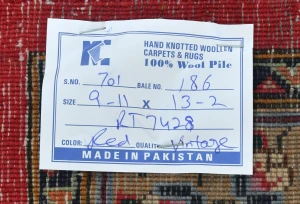 KC
HAND KNOTTED WOOLLEN
CARPETS & RUGS
100% Wool Pile
S.NO. 701 BALE NO. 186
SIZE 9-11 X 13-2
RT7428
COLOR: Red QUALITY: Vintage
MADE IN PAKISTAN